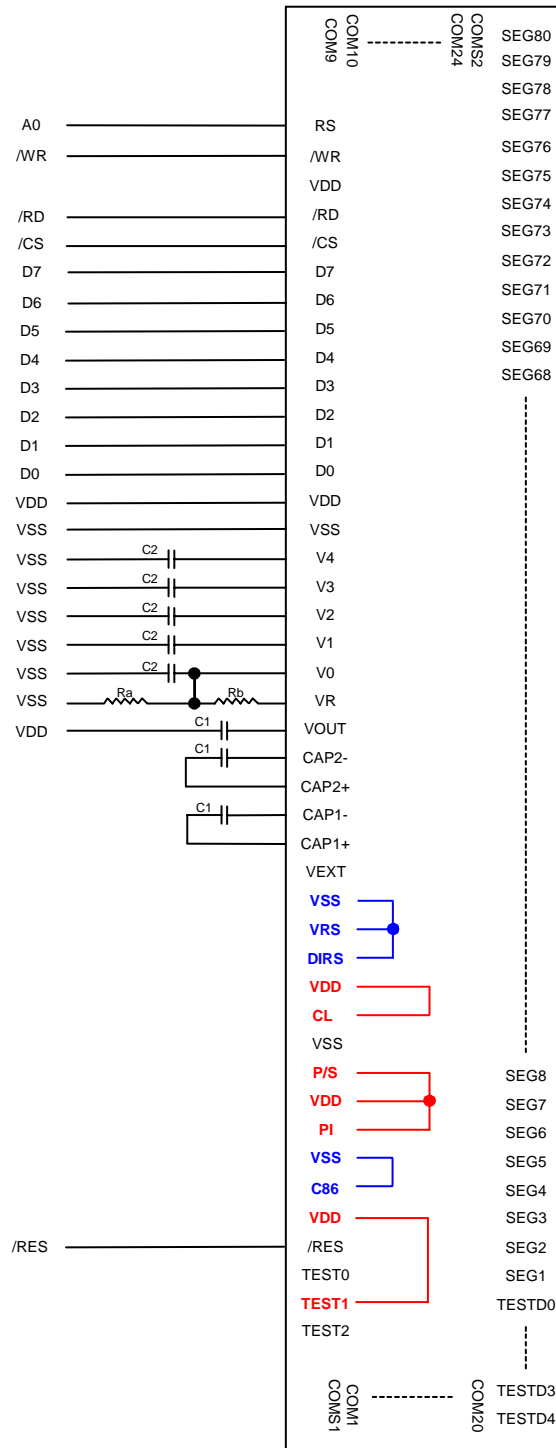 COM9 COM10 COM24 COMS2 SEG80
SEG79
SEG78
SEG77
A0 RS
SEG76
/WR /WR
SEG75
VDD
SEG74
/RD /RD
SEG73
/CS /CS
SEG72
D7 D7
SEG71
D6 D6
SEG70
D5 D5
SEG69
D4 D4
SEG68
D3 D3
D2 D2
D1 D1
D0 D0
VDD VDD
VSS VSS
VSS C2 V4
VSS C2 V3
VSS C2 V2
VSS C2 V1
VSS C2 V0
VSS Ra Rb VR
VDD C1 VOUT
C1 CAP2-
CAP2+
C1 CAP1-
CAP1+
VEXT
VSS
VRS
DIRS
VDD
CL
VSS
P/S SEG8
VDD SEG7
PI SEG6
VSS SEG5
C86 SEG4
VDD SEG3
/RES /RES SEG2
TEST0 SEG1
TEST1 TESTD0
TEST2
COMS1 COM1 COM20 TESTD3
TESTD4